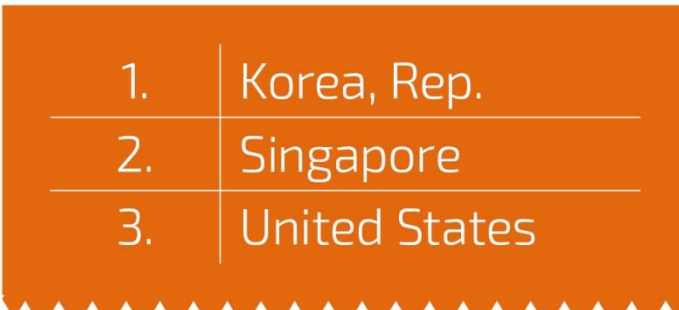 1. Korea, Rep.
2. Singapore
3. United States